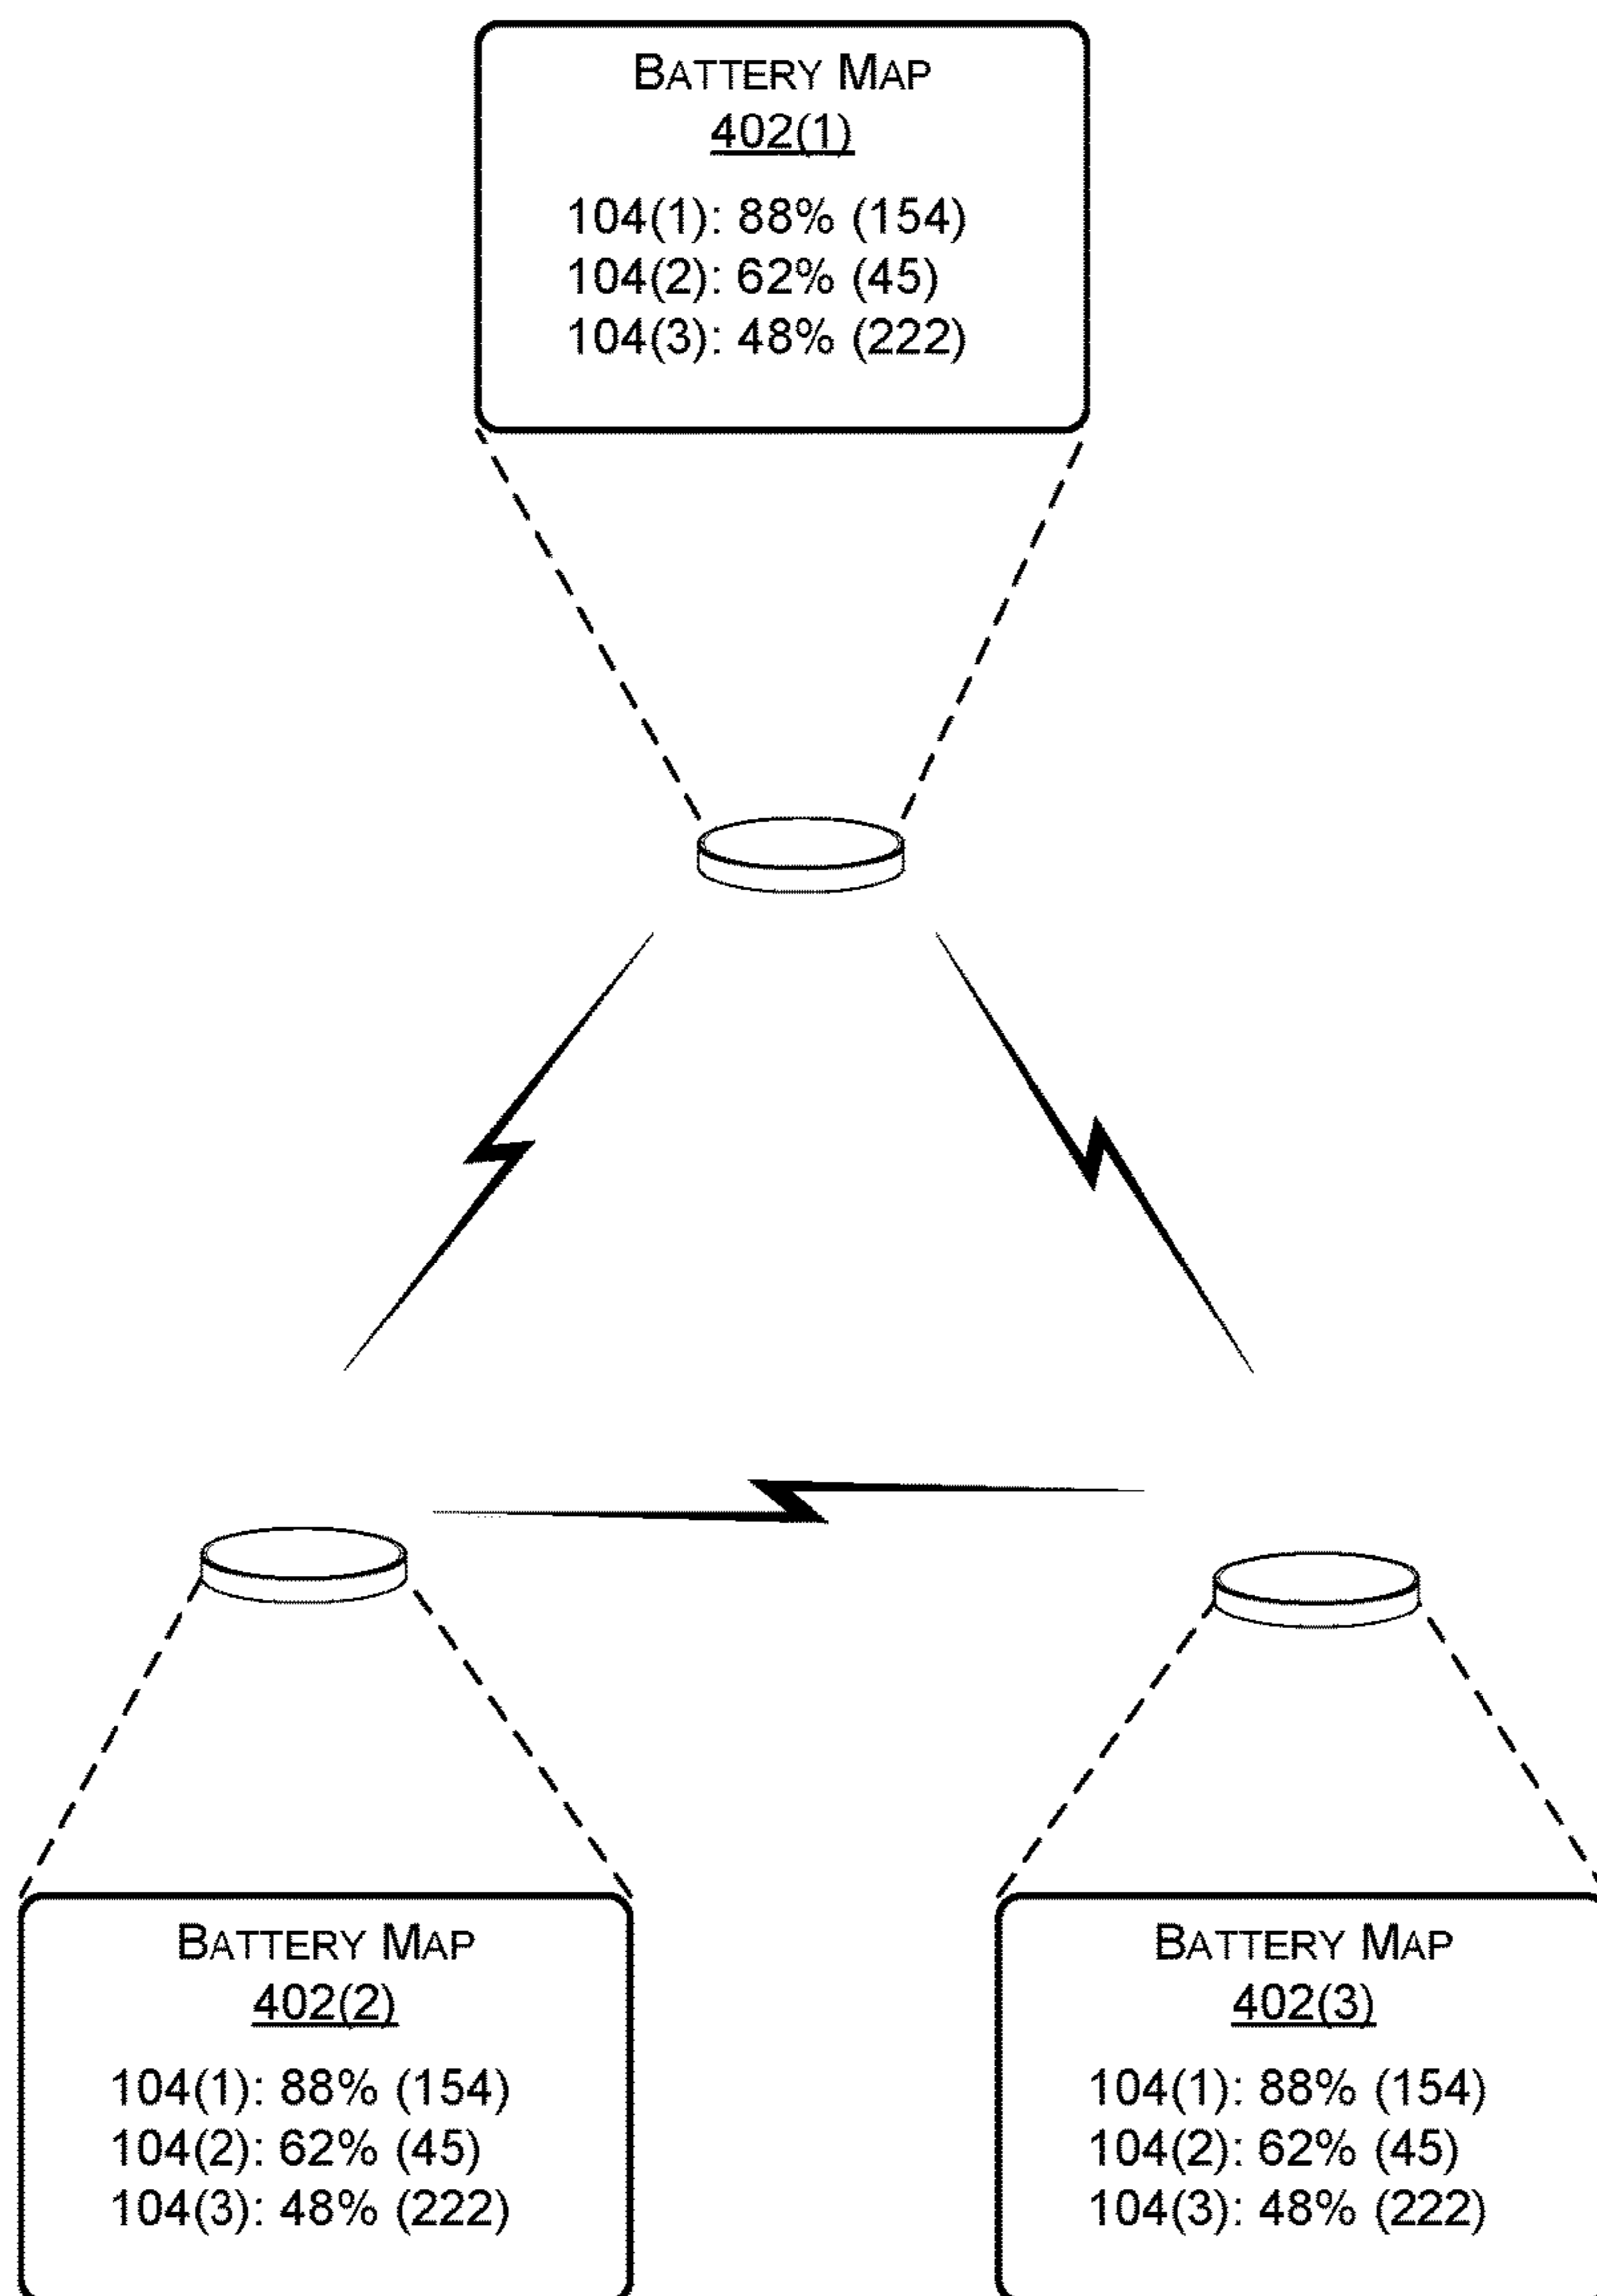 BATTERY MAP
402(1)
104(1): 88% (154)
104(2): 62% (45)
104(3): 48% (222)
BATTERY MAP
402(2)
104(1): 88% (154)
104(2): 62% (45)
104(3): 48% (222)
BATTERY MAP
402(3)
104(1): 88% (154)
104(2): 62% (45)
104(3): 48% (222)